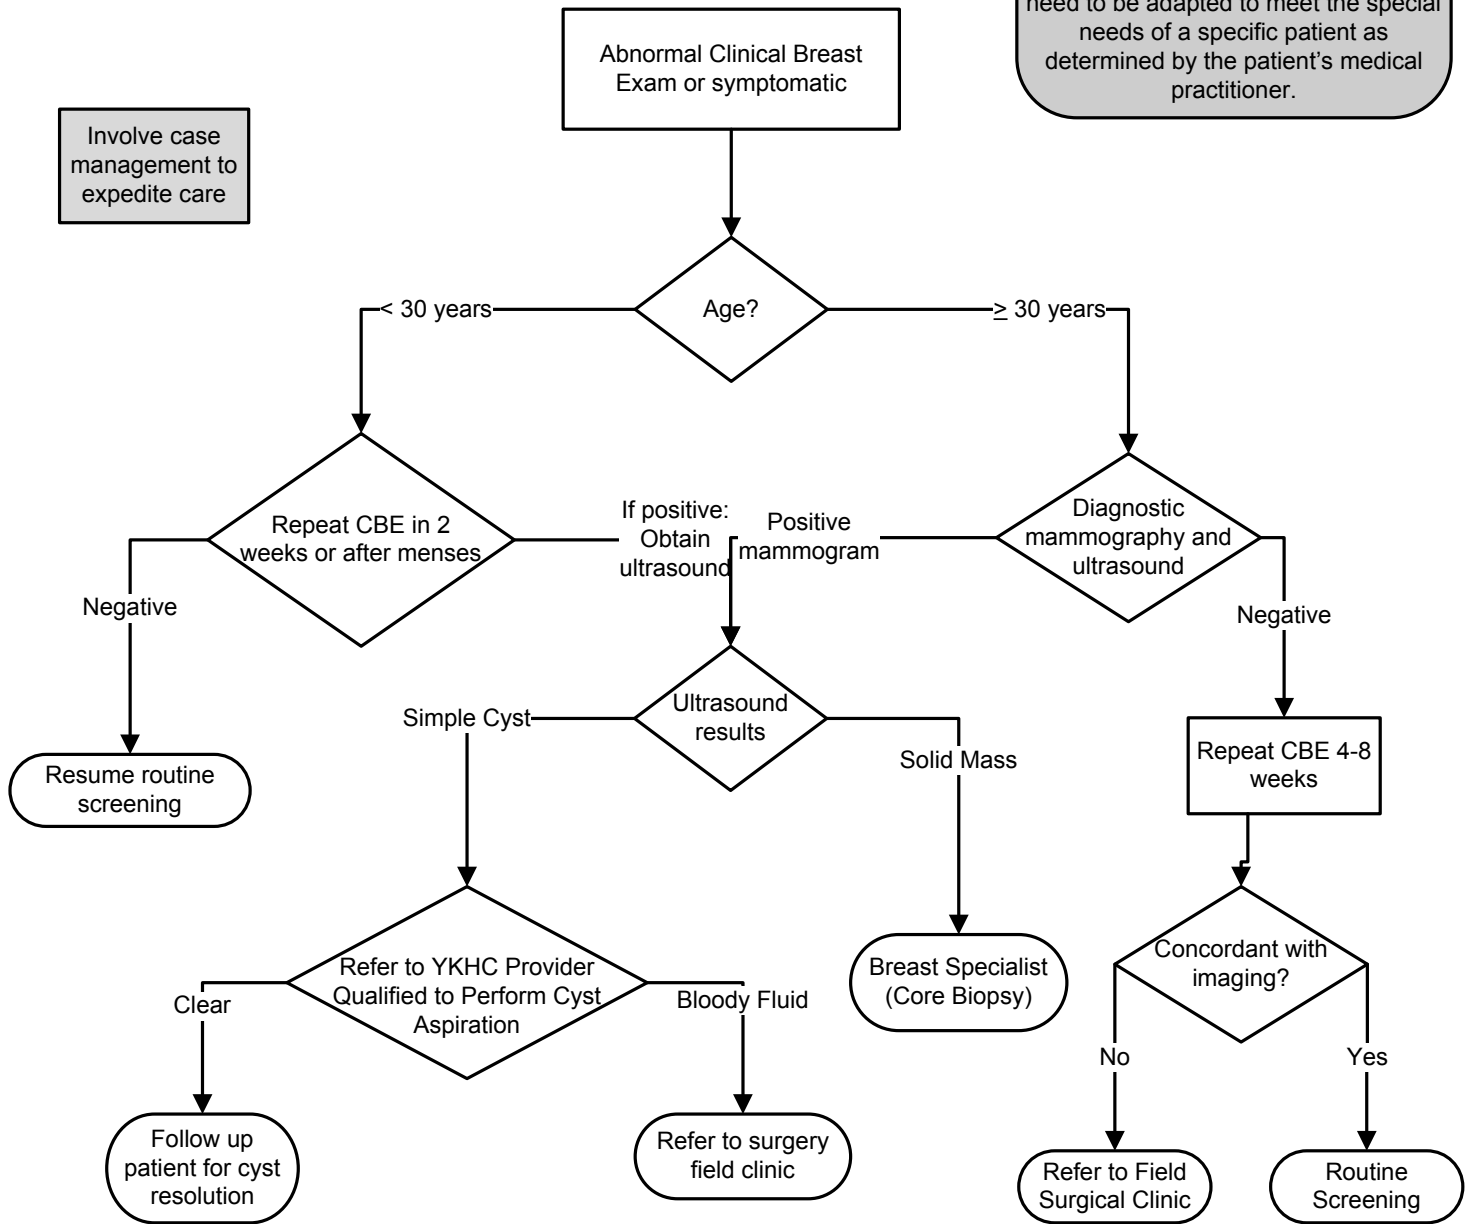 need to be adapted to meet the special
needs of a specific patient as
determined by the patient’s medical
practitioner.
Abnormal Clinical Breast
Exam or symptomatic
Involve case
management to
expedite care
Age?
< 30 years
≥ 30 years
Repeat CBE in 2
weeks or after menses
If positive:
Obtain
ultrasound
Positive
mammogram
Diagnostic
mammography and
ultrasound
Negative
Negative
Ultrasound
results
Simple Cyst
Solid Mass
Resume routine
screening
Repeat CBE 4-8
weeks
Refer to YKHC Provider
Qualified to Perform Cyst
Aspiration
Clear
Bloody Fluid
Breast Specialist
(Core Biopsy)
Concordant with
imaging?
No
Yes
Follow up
patient for cyst
resolution
Refer to surgery
field clinic
Refer to Field
Surgical Clinic
Routine
Screening